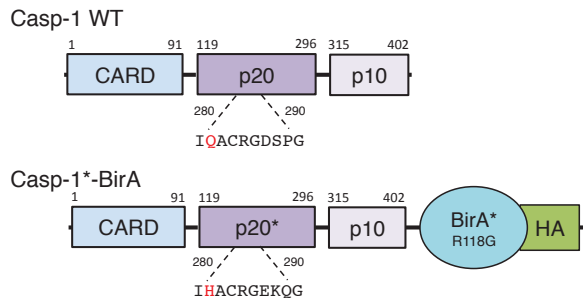 Casp-1 WT
1 91 119 296 315 402
CARD p20 p10
280 290
IQACRGDSPG
Casp-1*-BirA
1 91 119 296 315 402
CARD p20* p10 BirA* R118G HA
280 290
IHACRGEKQG